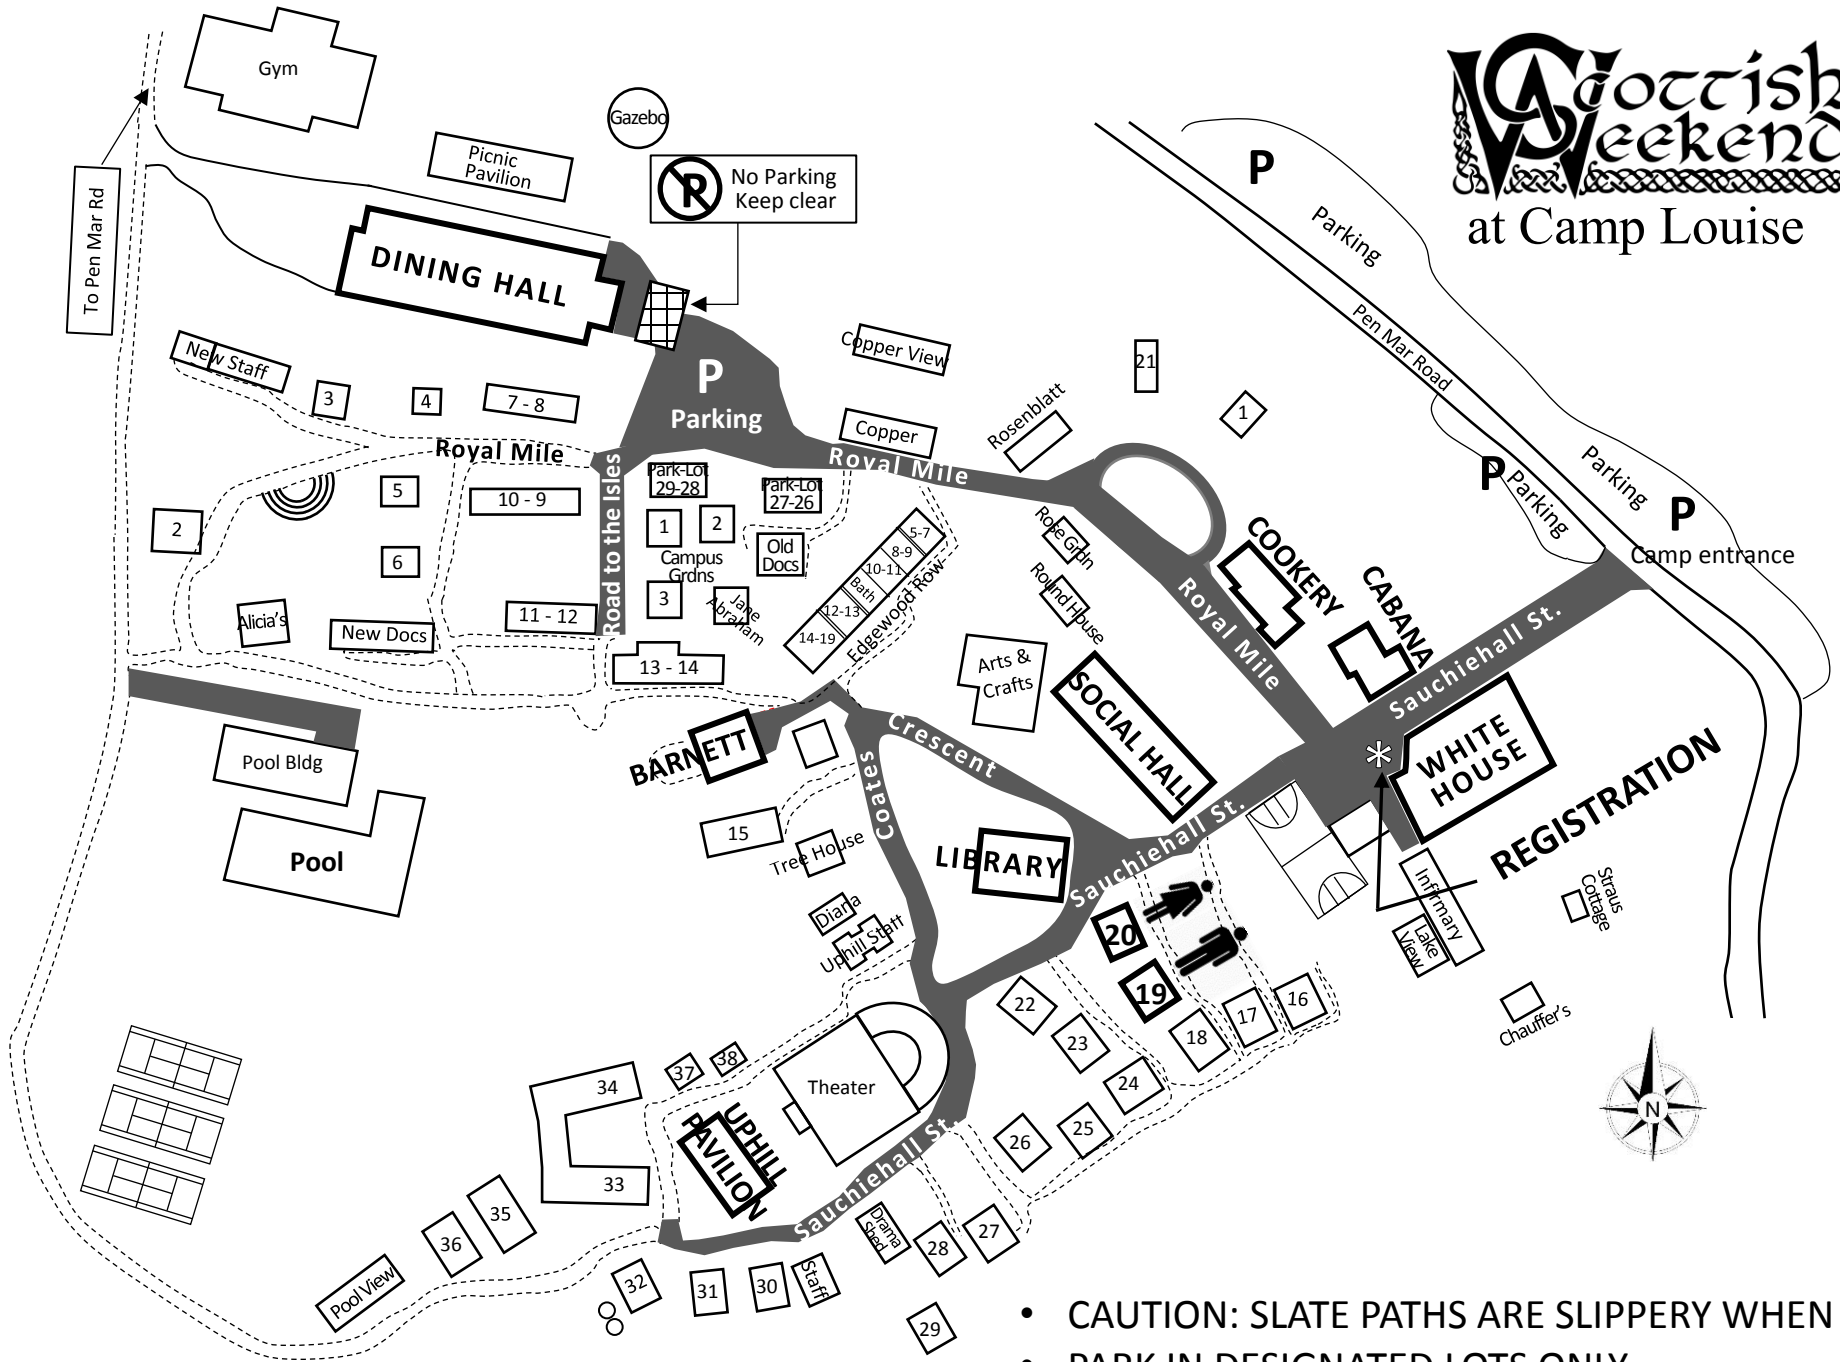 Scottish
Weekend
at Camp Louise
Gym
Gazebo
Picnic
Pavilion
No Parking
Keep clear
P
Parking
To Pen Mar Rd
DINING HALL
Pen Mar Road
New Staff
3
4
7 - 8
P
Parking
Copper View
Copper
Rosenblatt
21
1
P
Parking
Parking
P
Camp entrance
Royal Mile
Royal Mile
Park-Lot
29-28
Park-Lot
27-26
2
5
10 - 9
6
Road to the Isles
1
2
Campus
Grdns
3
Old
Docs
Jane
Abraham
5-7
8-9
10-11
Bath
12-13
14-19
Edgewood Row
Rose Grdn
Round House
COOKERY
CABANA
Royal Mile
Sauchiehall St.
Alicia's
New Docs
11 - 12
13 - 14
Arts &
Crafts
SOCIAL HALL
WHITE
HOUSE
*
REGISTRATION
Pool Bldg
Pool
BARNETT
Crescent
Coates
15
Tree House
LIBRARY
Sauchiehall St.
Diana
Uphill Staff
20
19
Infirmary
Lake
View
Straus
Cottage
Chauffer's
22
23
24
25
26
18
17
16
N
34
33
37
38
Theater
UPHILL
PAVILION
Sauchiehall St.
35
36
Pool View
32
31
30
Staff
Drama
Shed
28
27
29
• CAUTION: SLATE PATHS ARE SLIPPERY WHEN
• PARK IN DESIGNATED LOTS ONLY